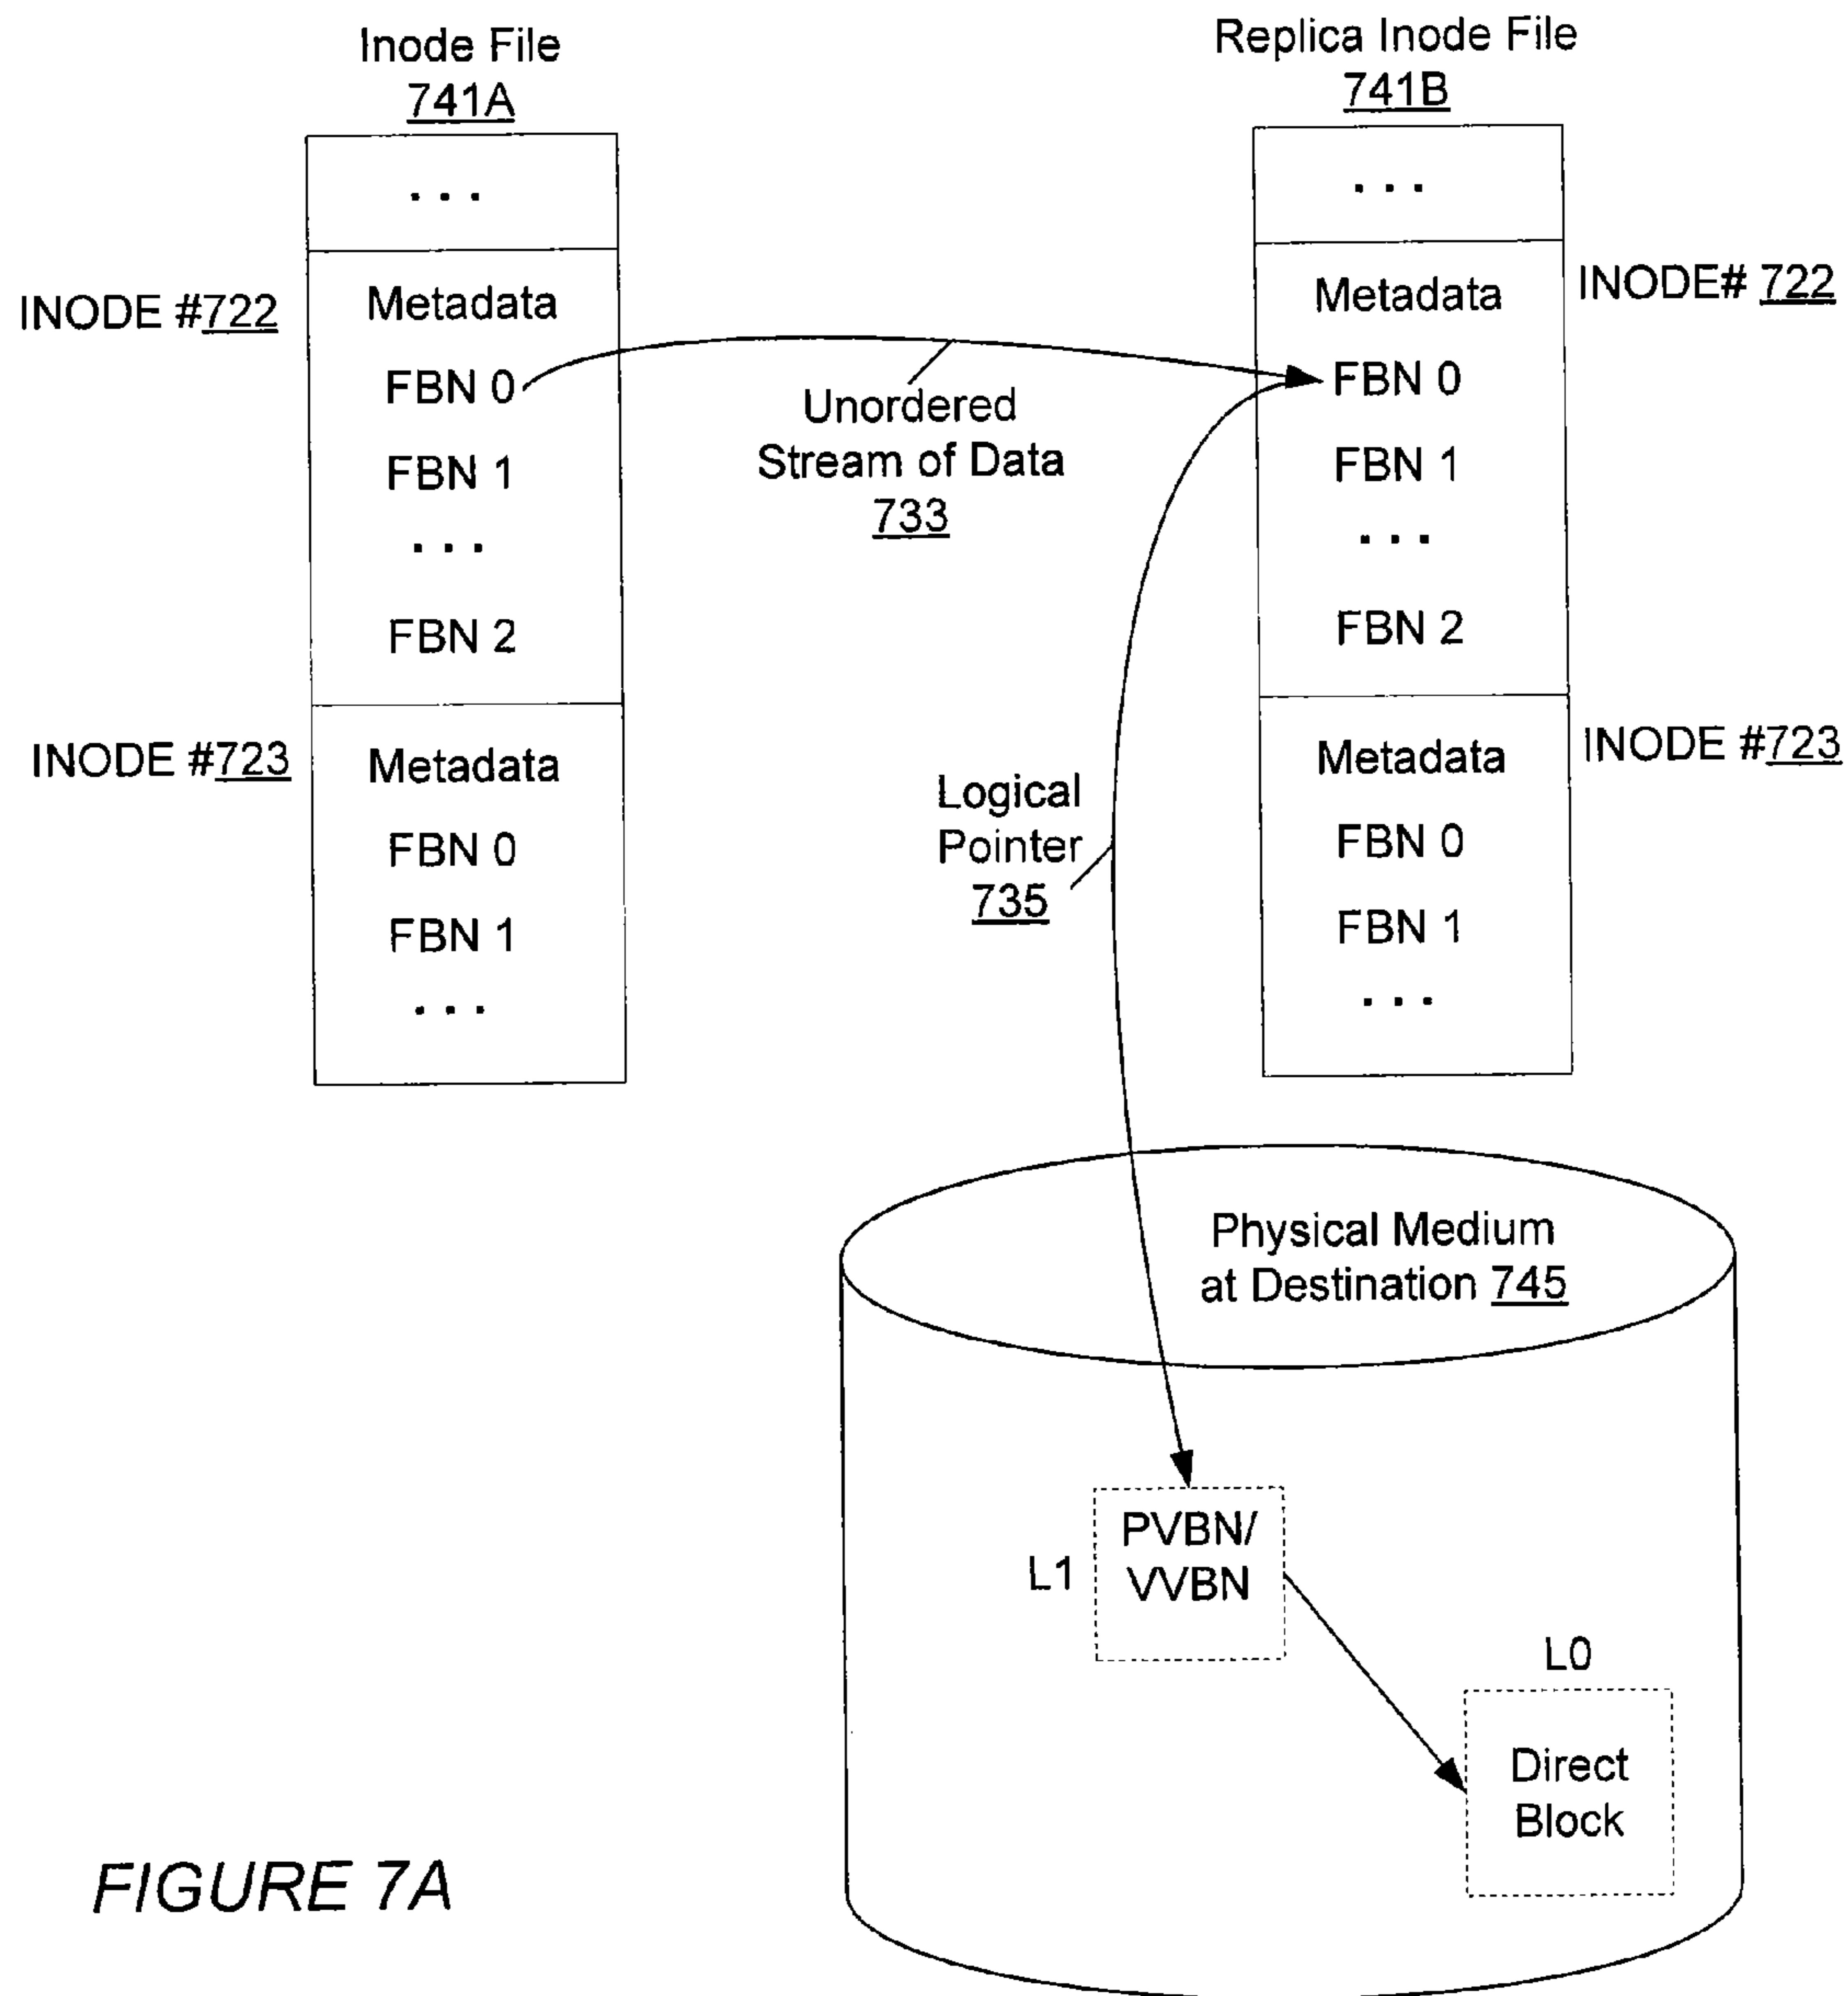 Inode File
741A
. . .
INODE #722
Metadata
FBN 0
FBN 1
. . .
FBN 2
INODE #723
Metadata
FBN 0
FBN 1
. . .
Unordered
Stream of Data
733
Replica Inode File
741B
. . .
INODE# 722
Metadata
FBN 0
FBN 1
. . .
FBN 2
INODE #723
Metadata
FBN 0
FBN 1
. . .
Logical
Pointer
735
Physical Medium
at Destination 745
L1
PVBN/
VVBN
L0
Direct
Block
FIGURE 7A